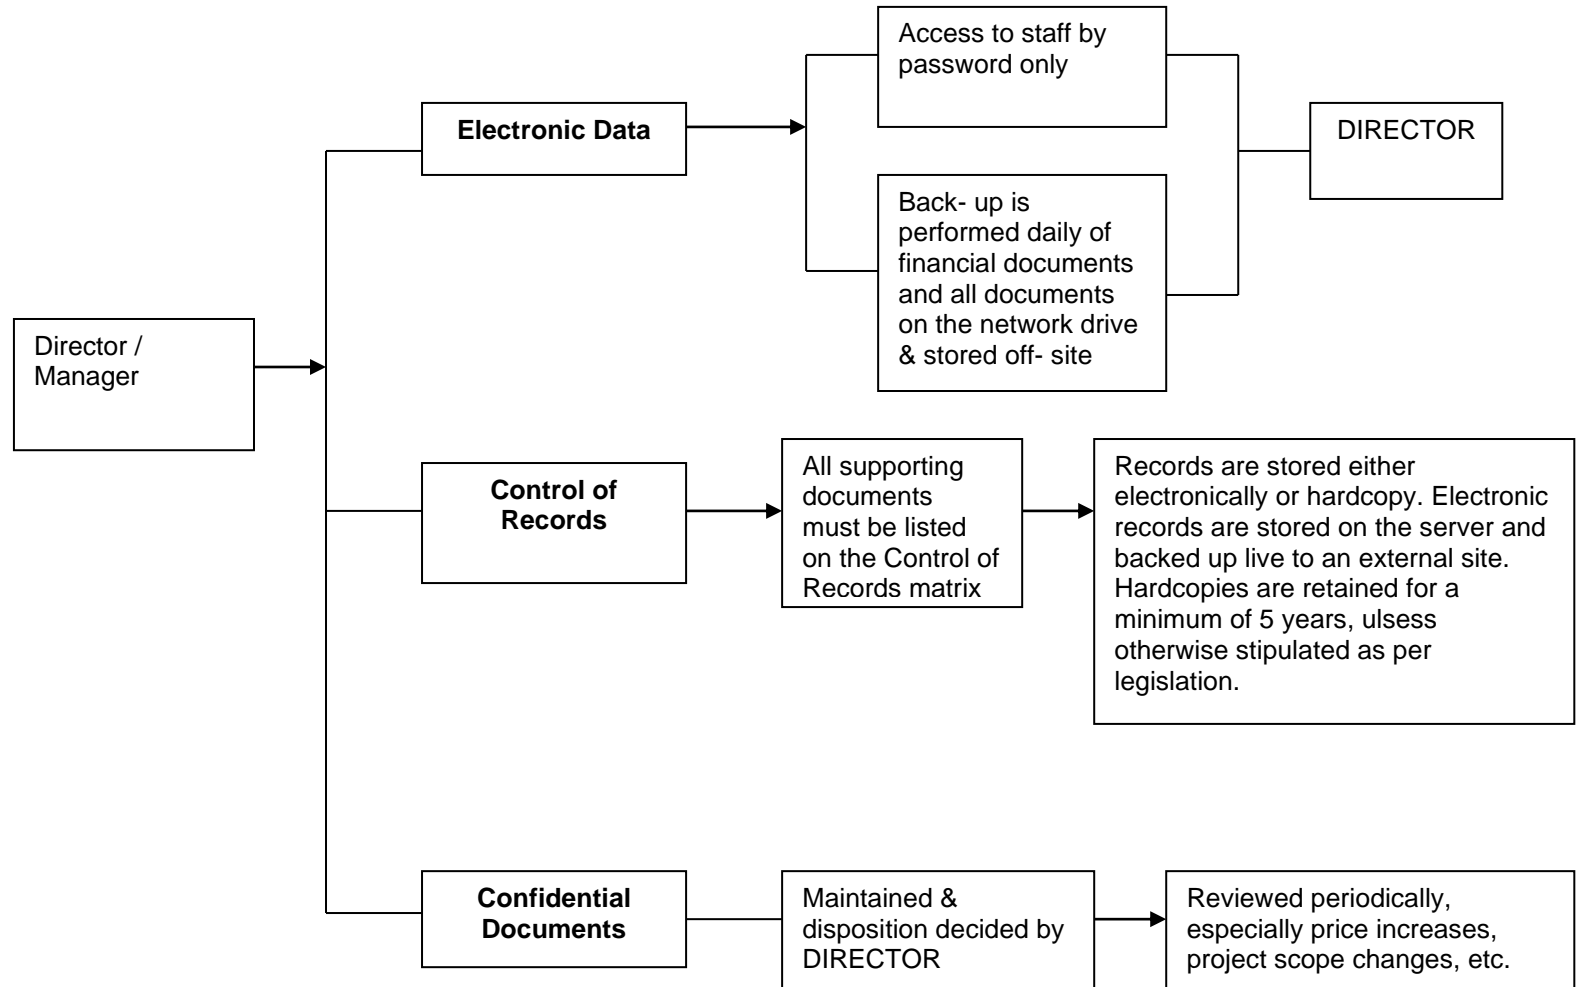 Access to staff by
password only
Electronic Data
DIRECTOR
Back- up is
performed daily of
financial documents
and all documents
on the network drive
& stored off- site
Director /
Manager
Control of
Records
All supporting
documents
must be listed
on the Control of
Records matrix
Records are stored either
electronically or hardcopy. Electronic
records are stored on the server and
backed up live to an external site.
Hardcopies are retained for a
minimum of 5 years, ulsess
otherwise stipulated as per
legislation.
Confidential
Documents
Maintained &
disposition decided by
DIRECTOR
Reviewed periodically,
especially price increases,
project scope changes, etc.